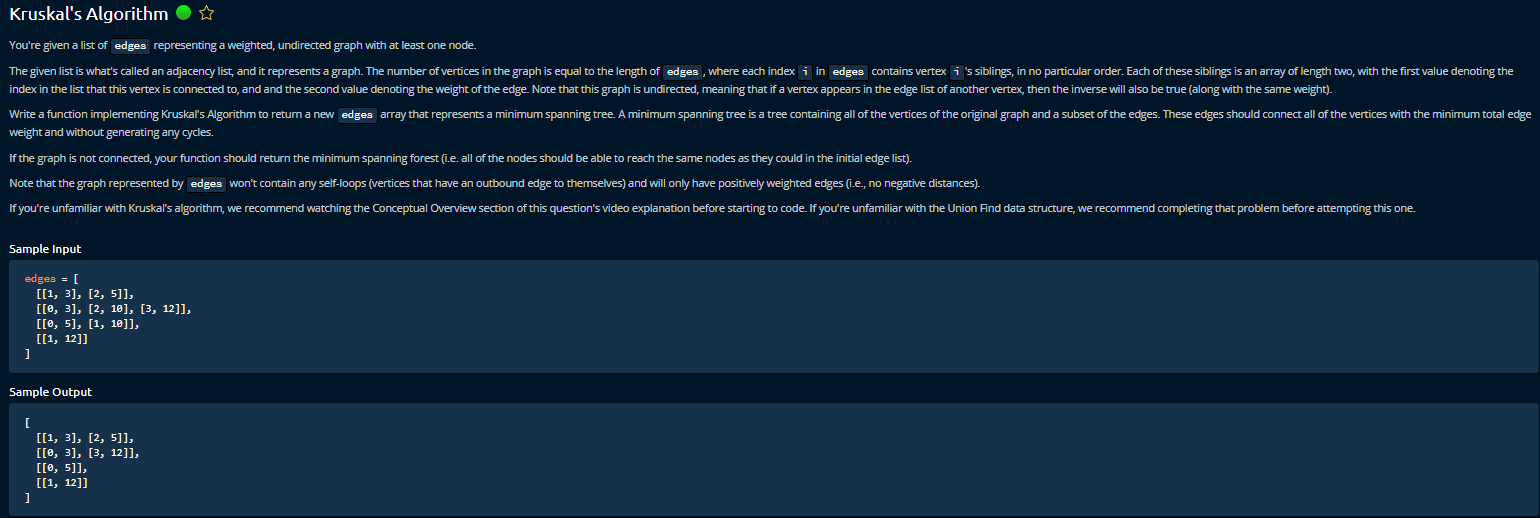 Kruskal's Algorithm
You're given a list of edges representing a weighted, undirected graph with at least one node.
The given list is what's called an adjacency list, and it represents a graph. The number of vertices in the graph is equal to the length of edges, where each index i in edges contains vertex i's siblings, in no particular order. Each of these siblings is an array of length two, with the first value denoting the
index in the list that this vertex is connected to, and and the second value denoting the weight of the edge. Note that this graph is undirected, meaning that if a vertex appears in the edge list of another vertex, then the inverse will also be true (along with the same weight).
Write a function implementing Kruskal's Algorithm to return a new edges array that represents a minimum spanning tree. A minimum spanning tree is a tree containing all of the vertices of the original graph and a subset of the edges. These edges should connect all of the vertices with the minimum total edge
weight and without generating any cycles.
If the graph is not connected, your function should return the minimum spanning forest (i.e. all of the nodes should be able to reach the same nodes as they could in the initial edge list).
Note that the graph represented by edges won't contain any self-loops (vertices that have an outbound edge to themselves) and will only have positively weighted edges (i.e., no negative distances).
If you're unfamiliar with Kruskal's algorithm, we recommend watching the Conceptual Overview section of this question's video explanation before starting to code. If you're unfamiliar with the Union Find data structure, we recommend completing that problem before attempting this one.
Sample Input
edges = [
[[1, 3], [2, 5]],
[[0, 3], [2, 10], [3, 12]],
[[0, 5], [1, 10]],
[[1, 12]]
]
Sample Output
[
[[1, 3], [2, 5]],
[[0, 3], [3, 12]],
[[0, 5]],
[[1, 12]]
]